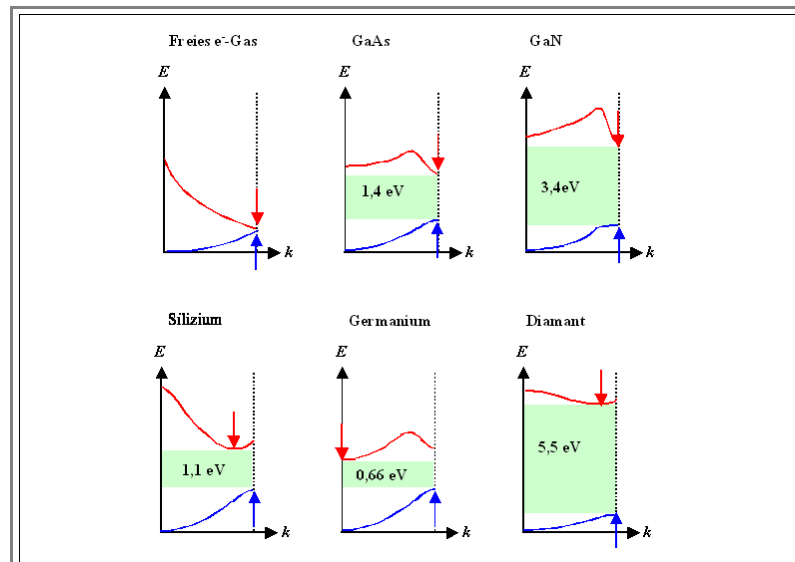 Freies e⁻-Gas
GaAs
GaN
E
E
E
1,4 eV
3,4eV
k
k
k
Silizium
Germanium
Diamant
E
E
E
1,1 eV
0,66 eV
5,5 eV
k
k
k